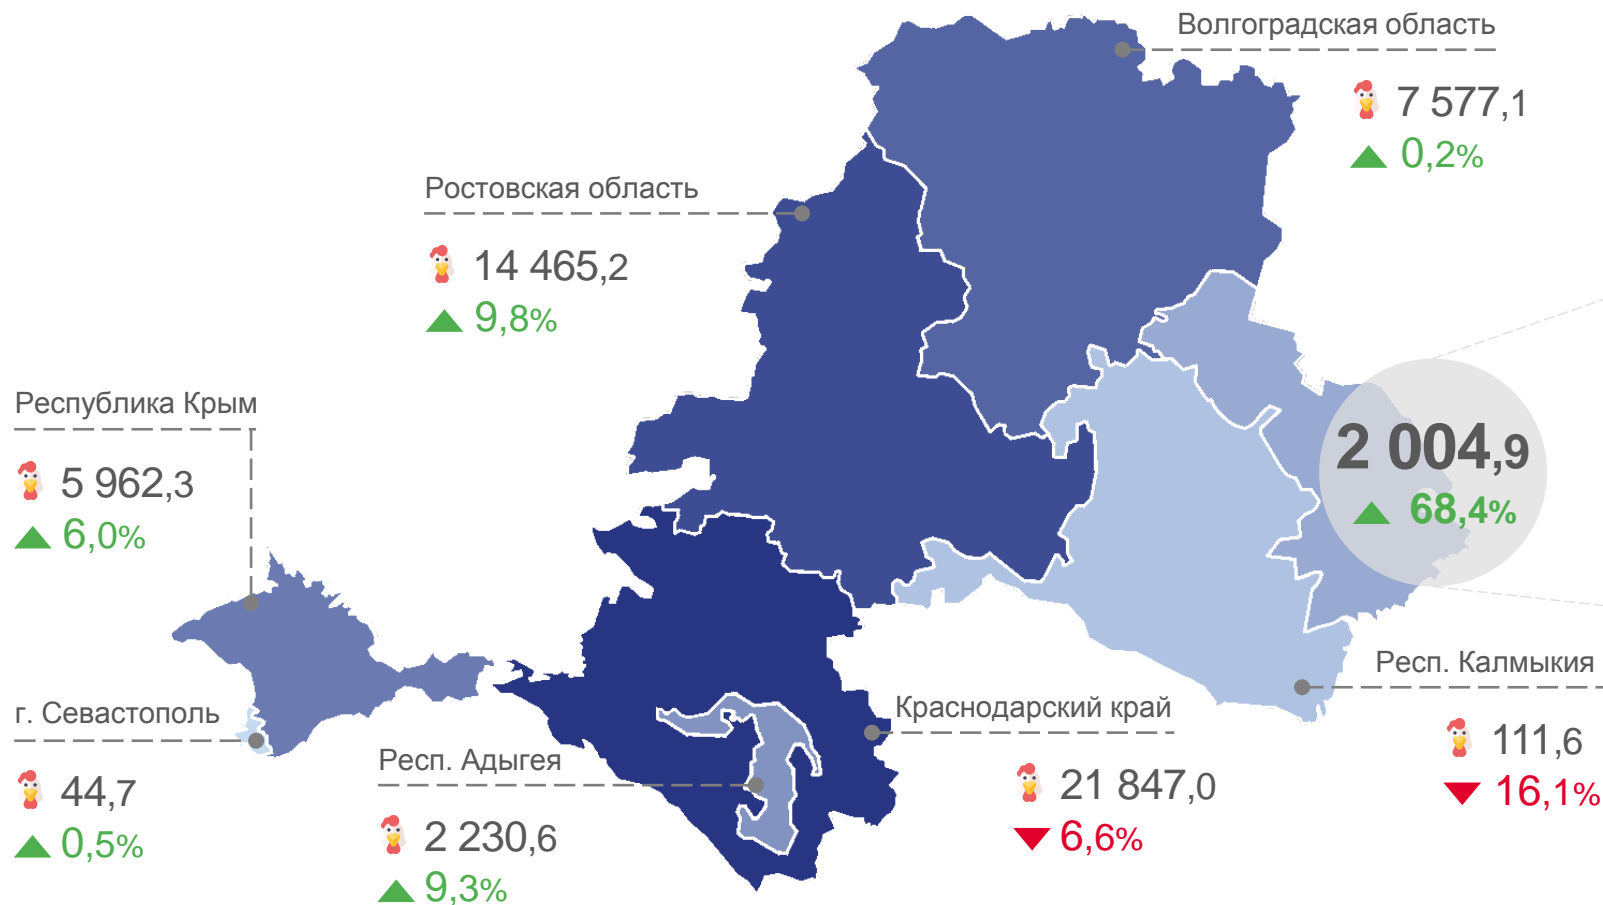 Волгоградская область
7 577,1
▲ 0,2%
Ростовская область
14 465,2
▲ 9,8%
Республика Крым
5 962,3
▲ 6,0%
2 004,9
▲ 68,4%
Респ. Калмыкия
111,6
▼ 16,1%
г. Севастополь
44,7
▲ 0,5%
Респ. Адыгея
2 230,6
▲ 9,3%
Краснодарский край
21 847,0
▼ 6,6%